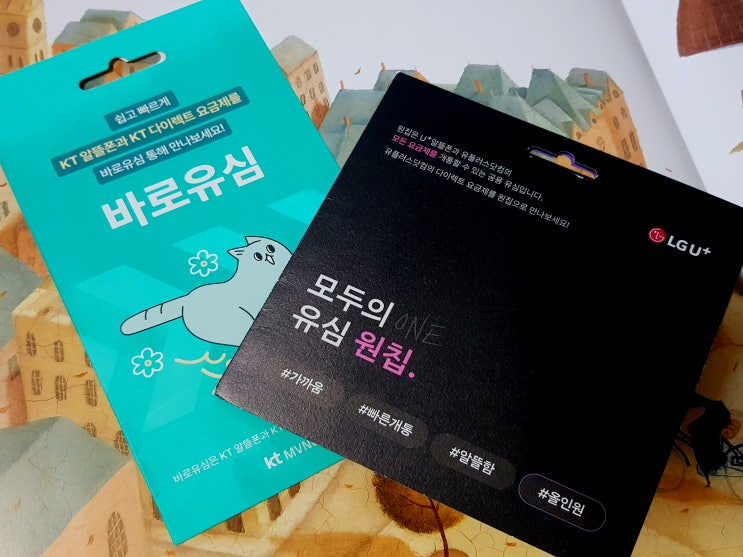 쉽고 빠르게
KT 알뜰폰과 KT 다이렉트 요금제를
바로유심 통해 만나보세요!
바로유심
바로유심은 KT 알뜰폰과 K
kt MVN
원칩은 U+알뜰폰과 유플러스닷컴의
모든 요금제를 개통할 수 있는 공용 유심입니다.
유플러스닷컴의 다이렉트 요금제를 원칩으로 만나보세요!
LG U+
모두의 ONE
유심 원칩.
#가까움
#빠른개통
#알뜰함
#올인원